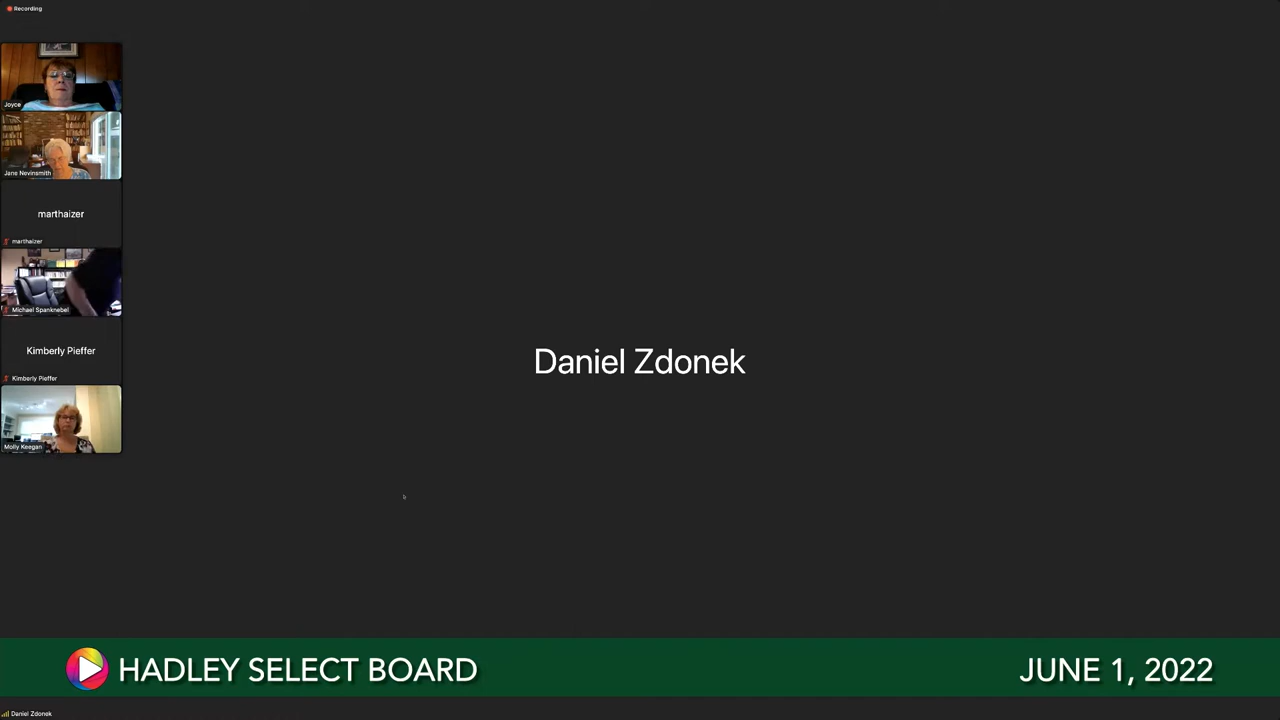 Recording
Joyce
Jane Nevinsmith
marthaizer
marthaizer
Michael Spanknebel
Kimberly Pieffer
Kimberly Pieffer
Molly Keegan
Daniel Zdonek
HADLEY SELECT BOARD
JUNE 1, 2022
Daniel Zdonek